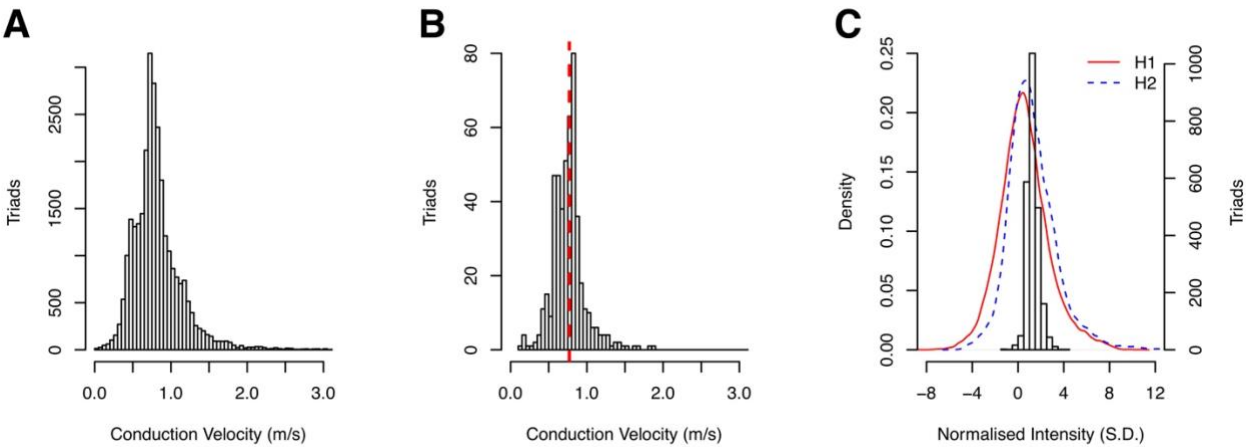 A
Triads
0
500
1500
2500
0.0
1.0
2.0
3.0
Conduction Velocity (m/s)
B
Triads
0
20
40
60
80
0.0
1.0
2.0
3.0
Conduction Velocity (m/s)
C
Density
0.00
0.05
0.10
0.15
0.20
0.25
H1
H2
0
200
400
600
800
1000
Triads
−8
−4
0
4
8
12
Normalised Intensity (S.D.)